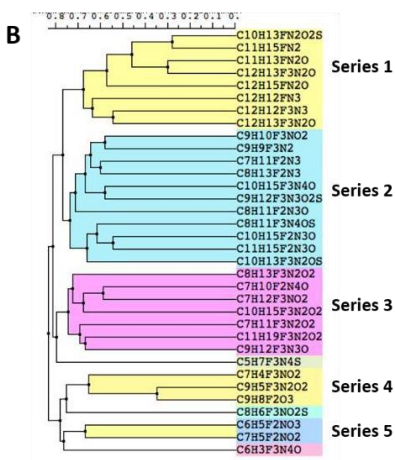 B
0.8 0.7 0.6 0.5 0.4 0.3 0.2 0.1 0.
C10H13FN2O2S
C11H15FN2
C11H13FN2O
C12H13F3N2O
C12H15FN2O
C12H12FN3
C12H12F3N3
C12H13F3N2O
Series 1
C9H10F3NO2
C9H9F3N2
C7H11F2N3
C8H13F2N3
C10H15F3N4O
C9H12F3N3O2S
C8H11F2N3O
C8H11F3N4OS
C10H15F2N3O
C11H15F2N3O
C10H13F3N2OS
Series 2
C8H13F3N2O2
C7H10F2N4O
C7H12F3NO2
C10H15F3N2O2
C7H11F3N2O2
C11H19F3N2O2
C9H12F3N3O
Series 3
C5H7F3N4S
C7H4F3NO2
C9H5F3N2O2
C9H8F2O3
Series 4
C8H6F3NO2S
C6H5F2NO3
C7H5F2NO2
Series 5
C6H3F3N4O